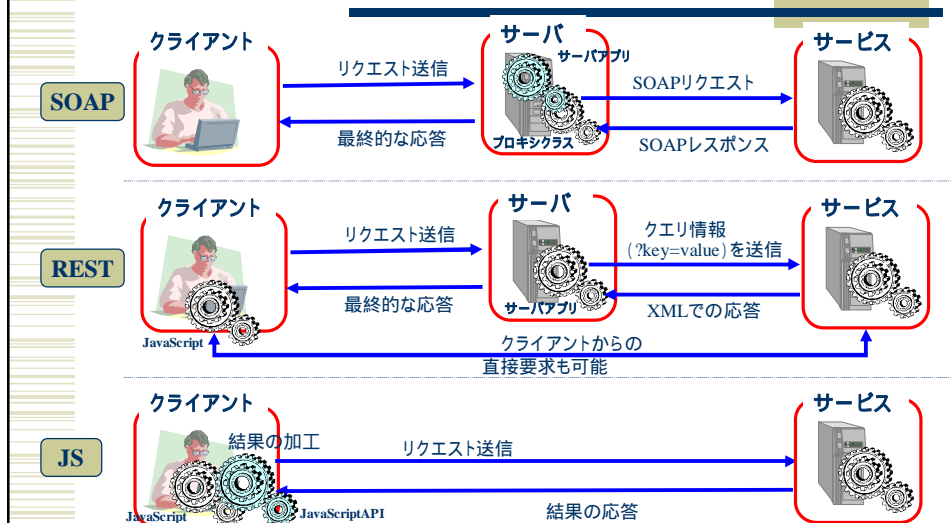 クライアント
サーバ
サービス
サーバアプリ
リクエスト送信
SOAPリクエスト
SOAP
最終的な応答
プロキシクラス
SOAPレスポンス
クライアント
サーバ
サービス
リクエスト送信
クエリ情報
(?key=value)を送信
REST
最終的な応答
サーバアプリ
XMLでの応答
JavaScript
クライアントからの
直接要求も可能
クライアント
サービス
結果の加工
リクエスト送信
JS
JavaScript
JavaScriptAPI
結果の応答